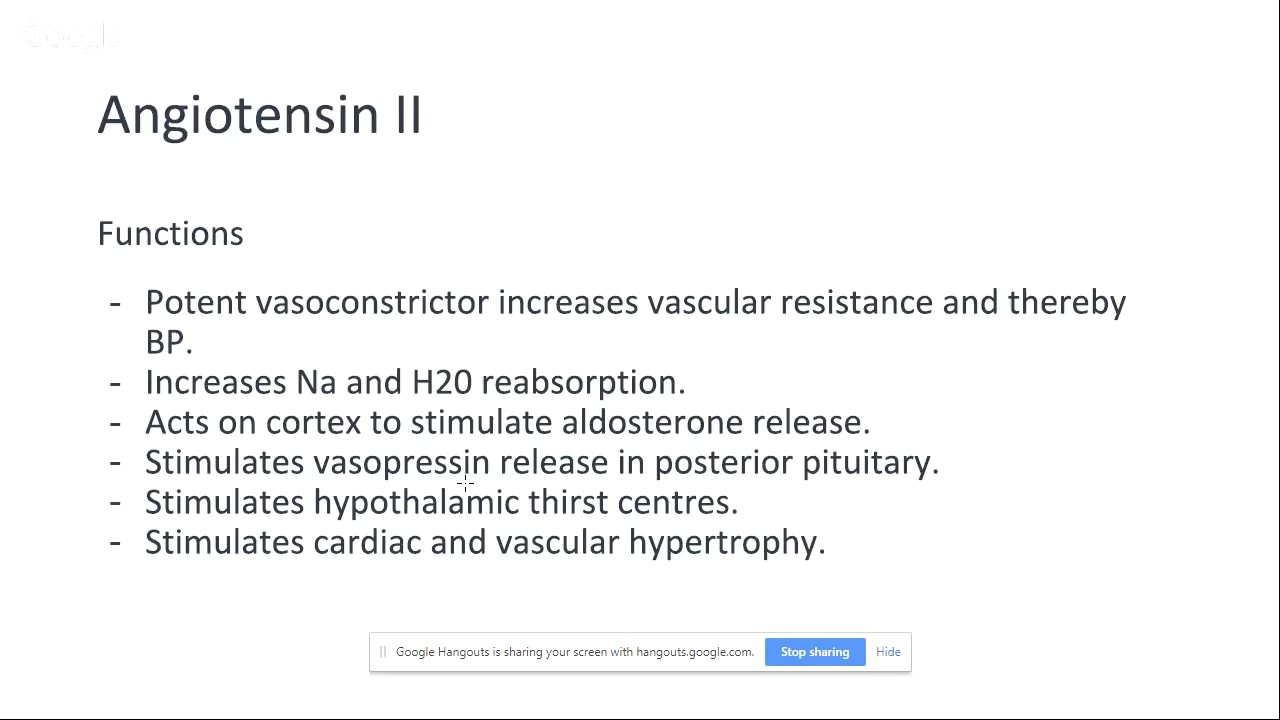 Angiotensin II
Functions
- Potent vasoconstrictor increases vascular resistance and thereby
BP.
- Increases Na and H20 reabsorption.
- Acts on cortex to stimulate aldosterone release.
- Stimulates vasopressin release in posterior pituitary.
- Stimulates hypothalamic thirst centres.
- Stimulates cardiac and vascular hypertrophy.
Google Hangouts is sharing your screen with hangouts.google.com. Stop sharing Hide